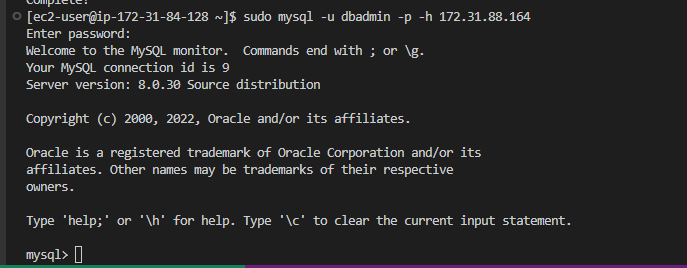 Complete!
[ec2-user@ip-172-31-84-128 ~]$ sudo mysql -u dbadmin -p -h 172.31.88.164
Enter password:
Welcome to the MySQL monitor.  Commands end with ; or \g.
Your MySQL connection id is 9
Server version: 8.0.30 Source distribution
Copyright (c) 2000, 2022, Oracle and/or its affiliates.
Oracle is a registered trademark of Oracle Corporation and/or its
affiliates. Other names may be trademarks of their respective
owners.
Type 'help;' or '\h' for help. Type '\c' to clear the current input statement.
mysql>